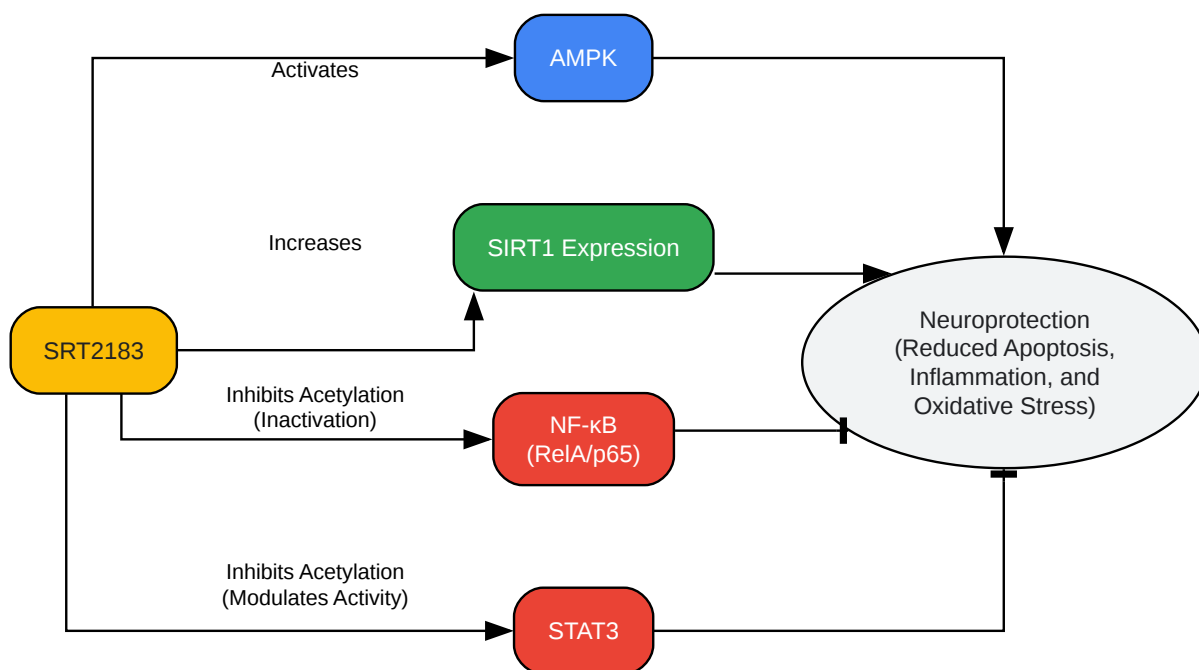 AMPK
Activates
Increases
SIRT1 Expression
SRT2183
Neuroprotection
(Reduced Apoptosis,
Inflammation, and
Oxidative Stress)
Inhibits Acetylation
(Inactivation)
NF-κB
(RelA/p65)
Inhibits Acetylation
(Modulates Activity)
STAT3